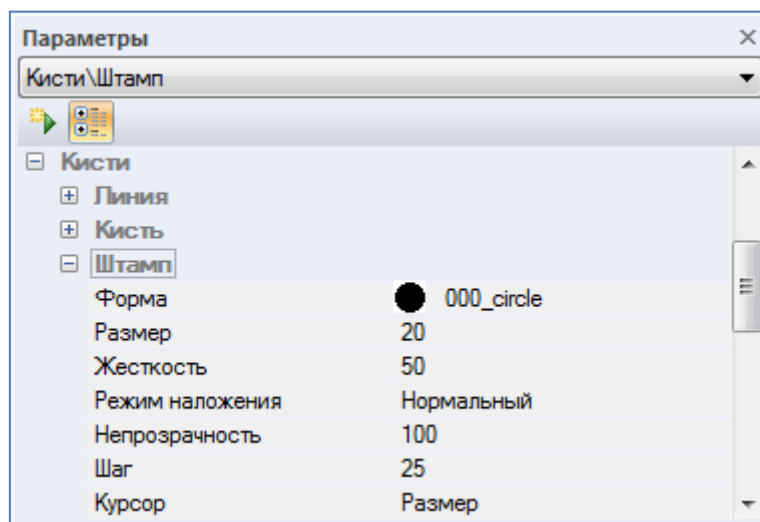 Параметры
Кисти\Штамп
Кисти
Линия
Кисть
Штамп
Форма 000_circle
Размер 20
Жесткость 50
Режим наложения Нормальный
Непрозрачность 100
Шаг 25
Курсор Размер